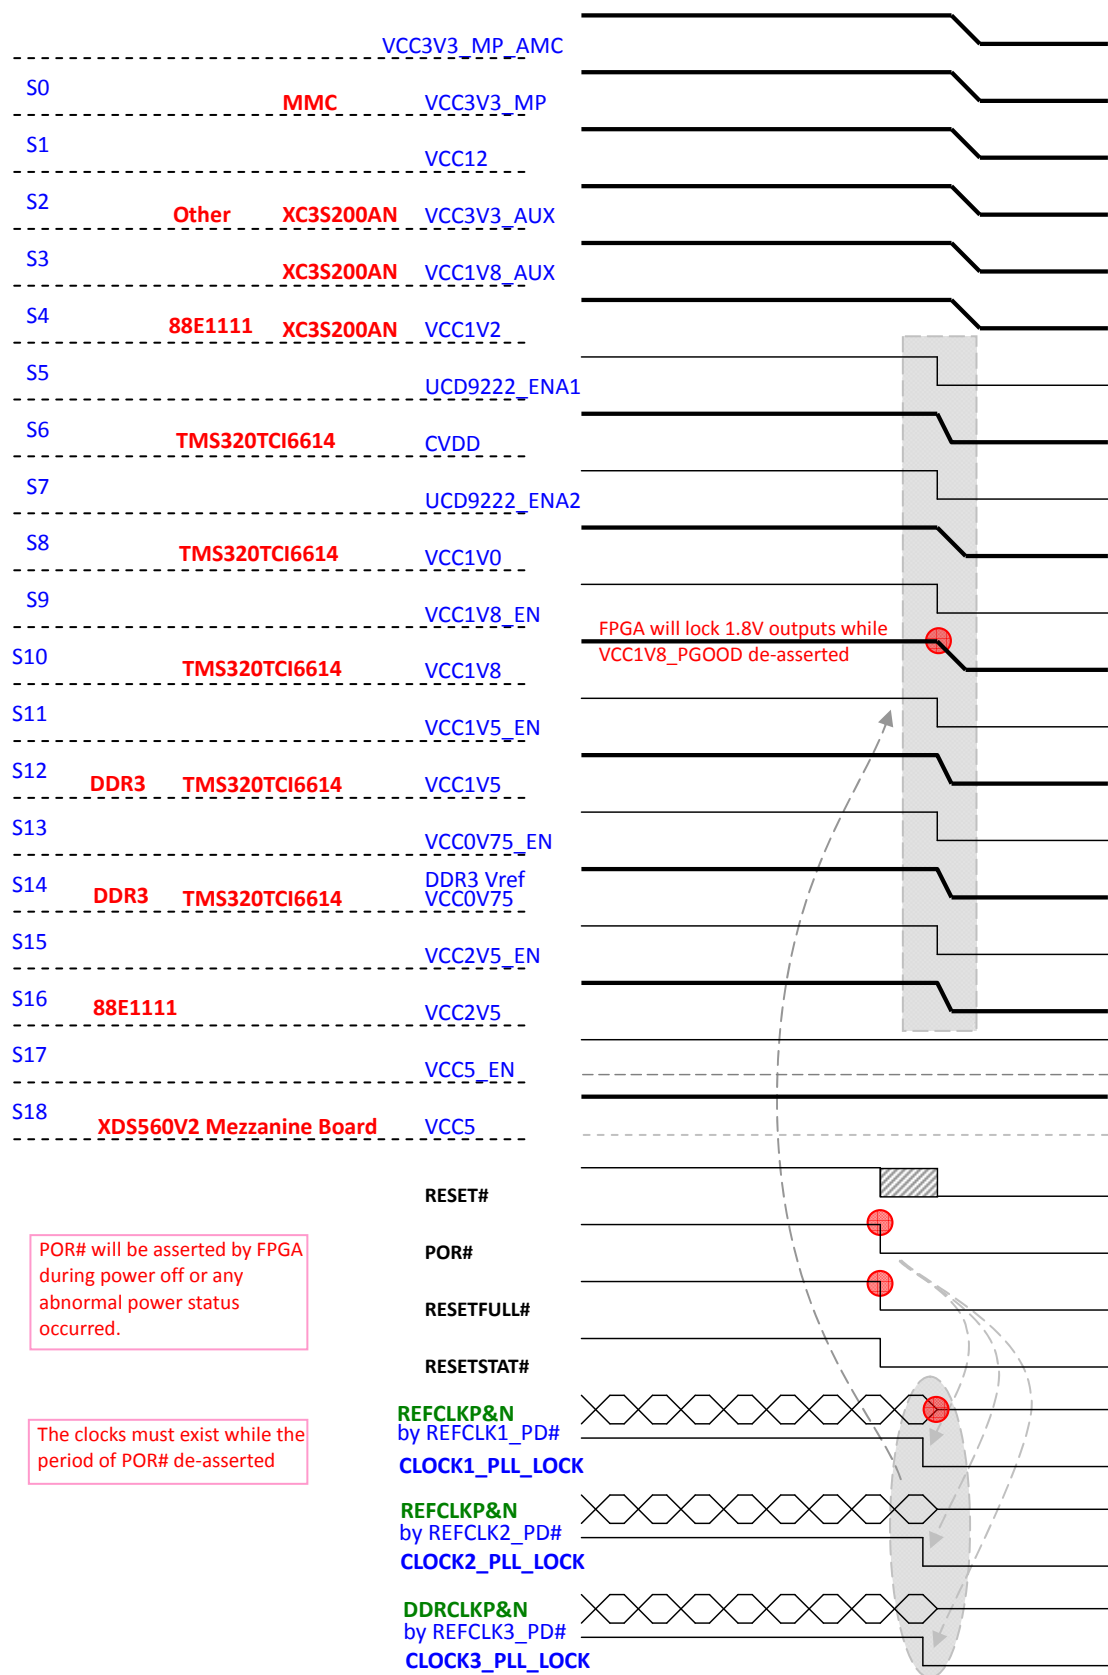 VCC3V3_MP_AMC
S0 MMC VCC3V3_MP
S1 VCC12
S2 Other XC3S200AN VCC3V3_AUX
S3 XC3S200AN VCC1V8_AUX
S4 88E1111 XC3S200AN VCC1V2
S5 UCD9222_ENA1
S6 TMS320TCI6614 CVDD
S7 UCD9222_ENA2
S8 TMS320TCI6614 VCC1V0
S9 VCC1V8_EN
FPGA will lock 1.8V outputs while
VCC1V8_PGOOD de-asserted
S10 TMS320TCI6614 VCC1V8
S11 VCC1V5_EN
S12 DDR3 TMS320TCI6614 VCC1V5
S13 VCC0V75_EN
DDR3 Vref
S14 DDR3 TMS320TCI6614 VCC0V75
S15 VCC2V5_EN
S16 88E1111 VCC2V5
S17 VCC5_EN
S18 XDS560V2 Mezzanine Board VCC5
RESET#
POR#
POR# will be asserted by FPGA
during power off or any
abnormal power status
occurred.
RESETFULL#
RESETSTAT#
REFCLKP&N
by REFCLK1_PD#
CLOCK1_PLL_LOCK
The clocks must exist while the
period of POR# de-asserted
REFCLKP&N
by REFCLK2_PD#
CLOCK2_PLL_LOCK
DDRCLKP&N
by REFCLK3_PD#
CLOCK3_PLL_LOCK